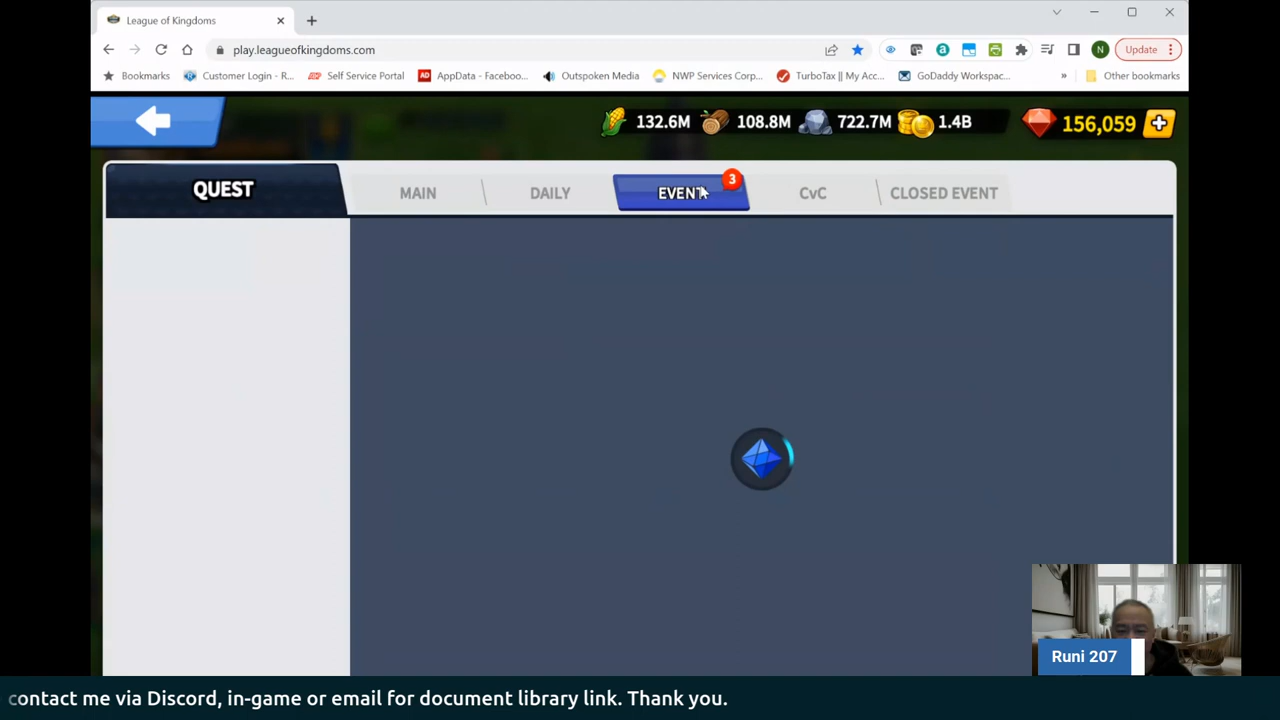 League of Kingdoms
play.leagueofkingdoms.com
Update
N
Bookmarks
Customer Login - R...
Self Service Portal
AD
AppData - Faceboo...
Outspoken Media
NWP Services Corp...
TurboTax || My Acc...
GoDaddy Workspac...
»
Other bookmarks
132.6M
108.8M
722.7M
1.4B
156,059
QUEST
MAIN
DAILY
EVENT
3
CvC
CLOSED EVENT
Runi 207
contact me via Discord, in-game or email for document library link. Thank you.